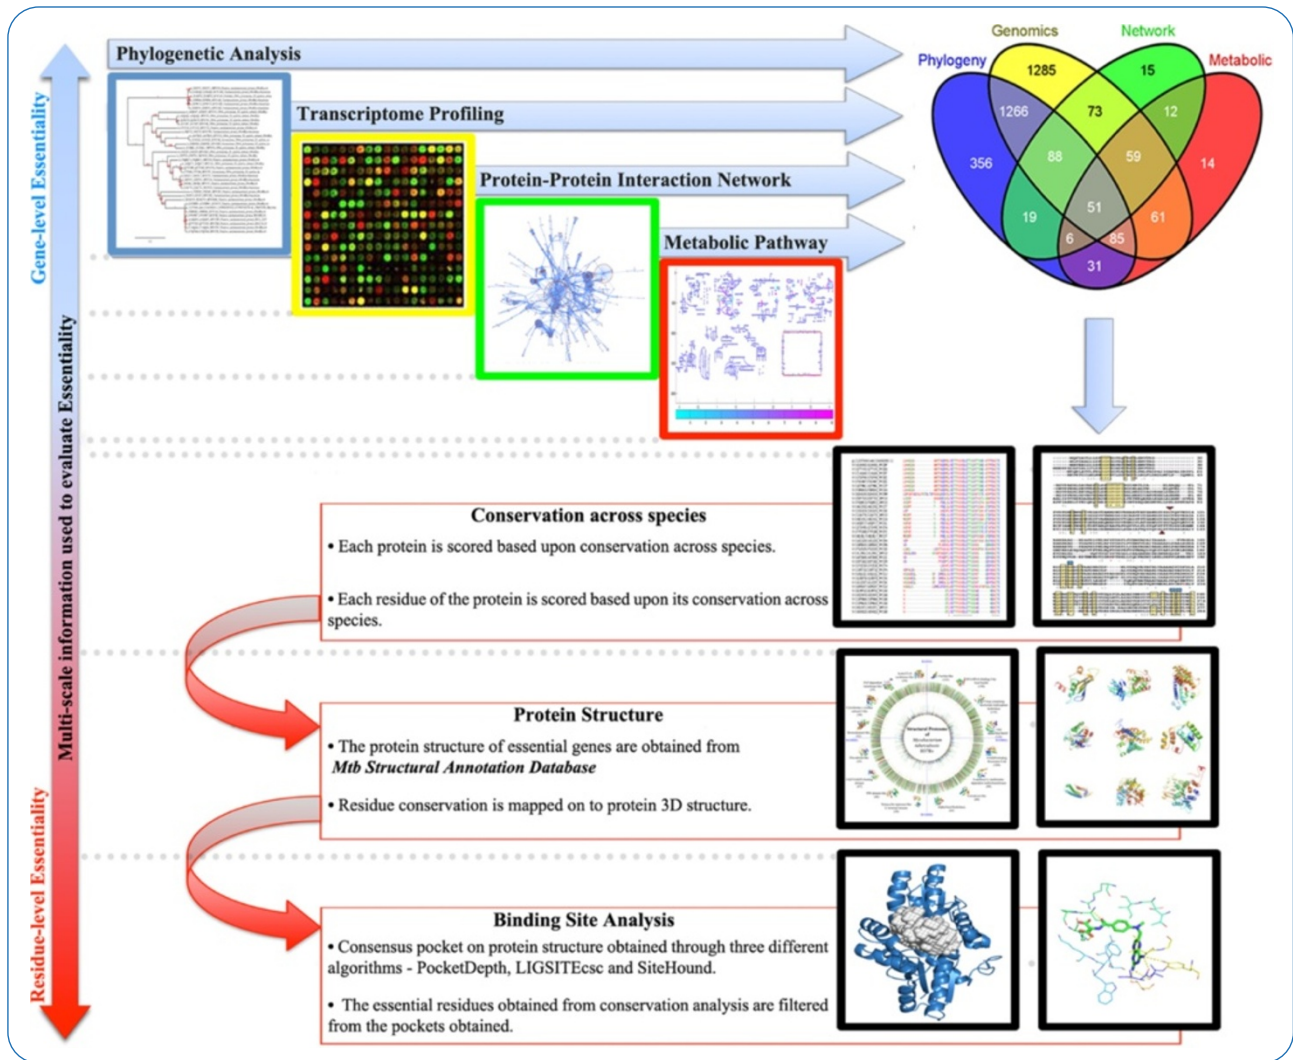 Phylogenetic Analysis
Transcriptome Profiling
Protein-Protein Interaction Network
Metabolic Pathway
Genomics
Network
Phylogeny
Metabolic
1285
15
1266
73
12
356
88
59
14
19
51
61
6
85
31
Gene-level Essentiality
Multi-scale information used to evaluate Essentiality
Residue-level Essentiality
Conservation across species
• Each protein is scored based upon conservation across species.
• Each residue of the protein is scored based upon its conservation across
species.
Protein Structure
• The protein structure of essential genes are obtained from
Mtb Structural Annotation Database
• Residue conservation is mapped on to protein 3D structure.
Binding Site Analysis
• Consensus pocket on protein structure obtained through three different
algorithms - PocketDepth, LIGSITEcsc and SiteHound.
• The essential residues obtained from conservation analysis are filtered
from the pockets obtained.